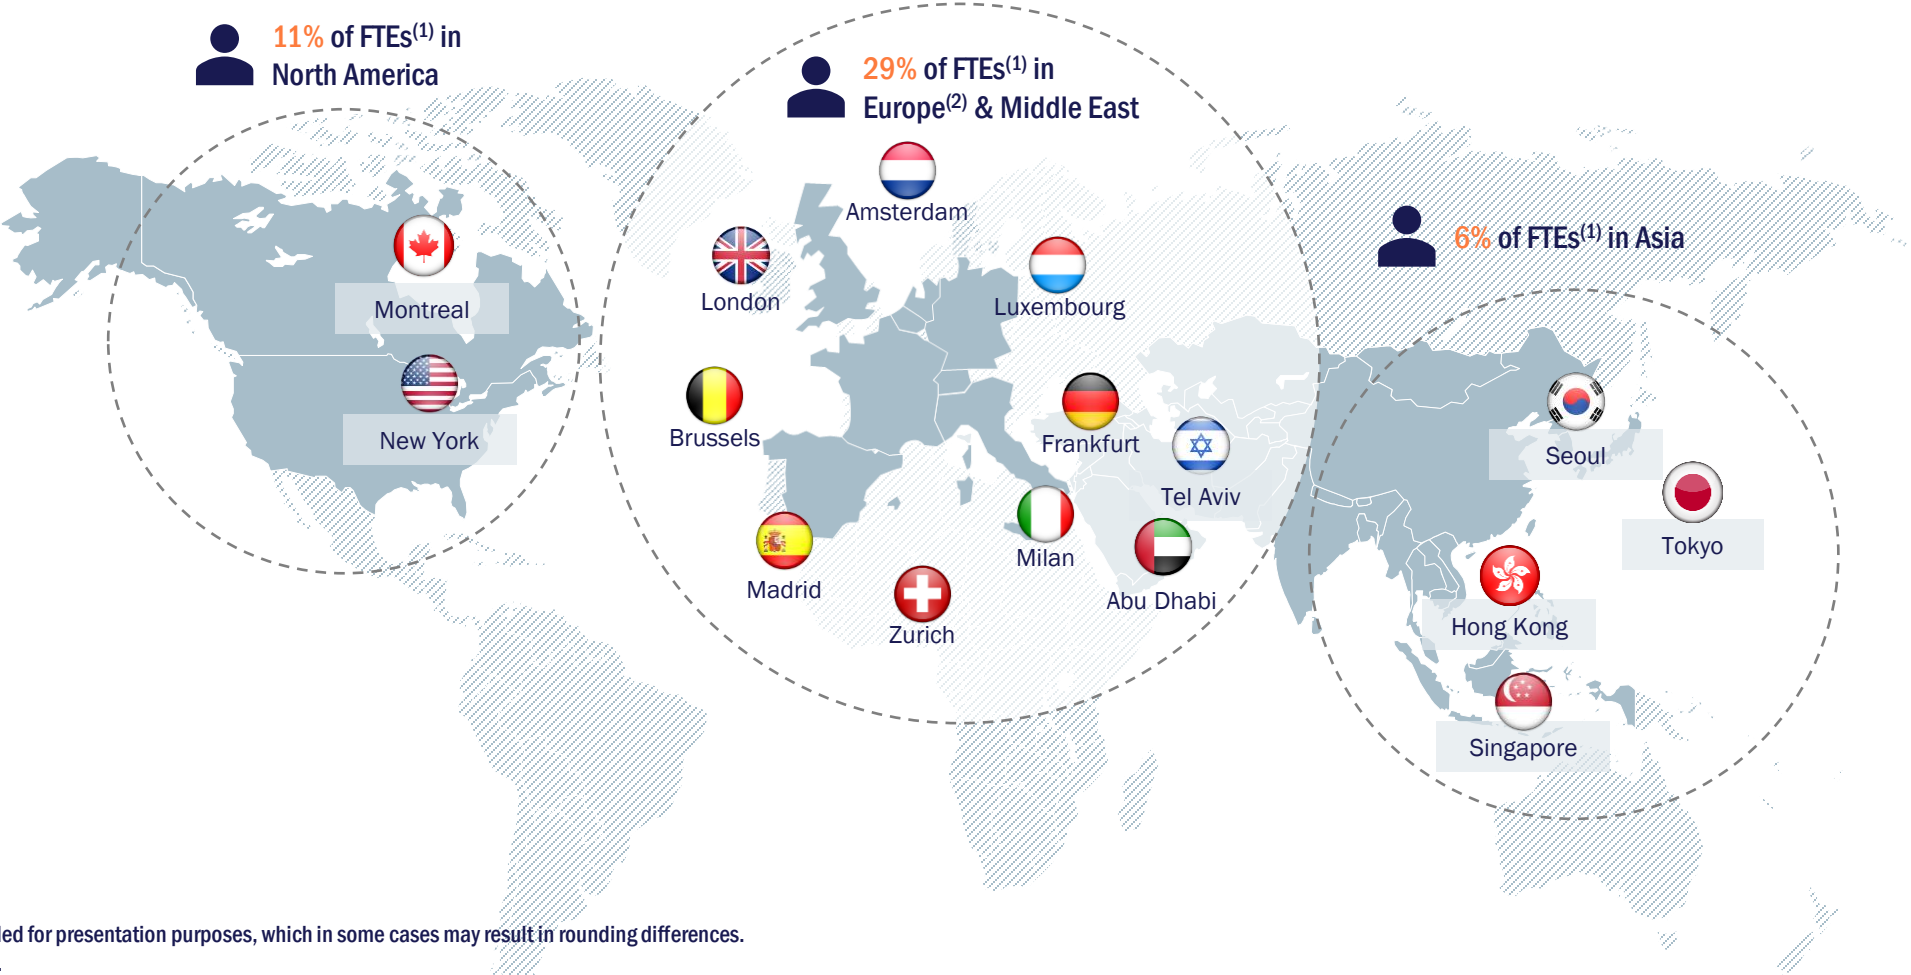 11% of FTEs(1) in
North America
29% of FTEs(1) in
Europe(2) & Middle East
6% of FTEs(1) in Asia
Montreal
New York
Amsterdam
London
Luxembourg
Brussels
Frankfurt
Tel Aviv
Madrid
Milan
Abu Dhabi
Zurich
Seoul
Tokyo
Hong Kong
Singapore
for presentation purposes, which in some cases may result in rounding differences.